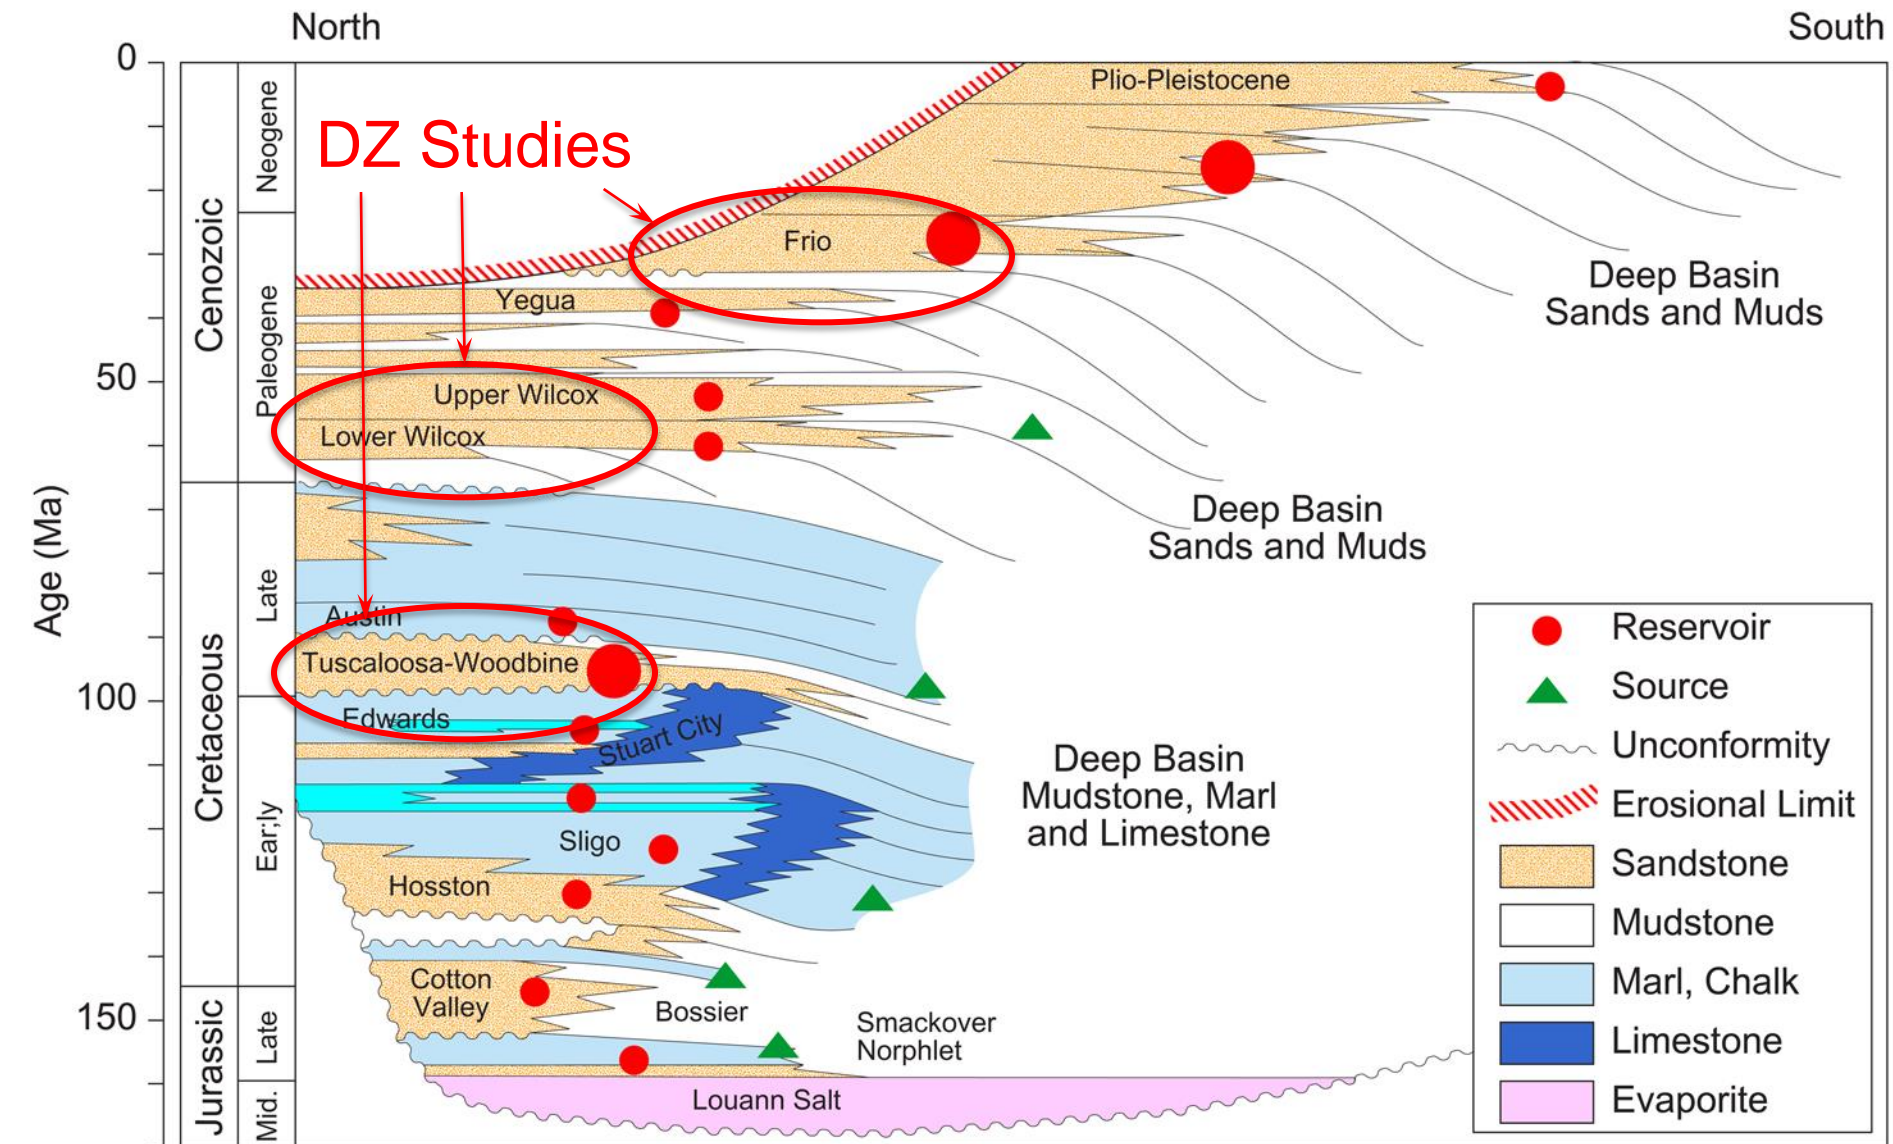 North
South
0
50
100
150
Age (Ma)
Cenozoic
Cretaceous
Jurassic
Neogene
Paleogene
Late
Ear;ly
Late
Mid.
DZ Studies
Plio-Pleistocene
Frio
Yegua
Upper Wilcox
Lower Wilcox
Austin
Tuscaloosa-Woodbine
Edwards
Stuart City
Sligo
Hosston
Cotton
Valley
Bossier
Smackover
Norphlet
Louann Salt
Deep Basin
Sands and Muds
Deep Basin
Sands and Muds
Deep Basin
Mudstone, Marl
and Limestone
Reservoir
Source
Unconformity
Erosional Limit
Sandstone
Mudstone
Marl, Chalk
Limestone
Evaporite